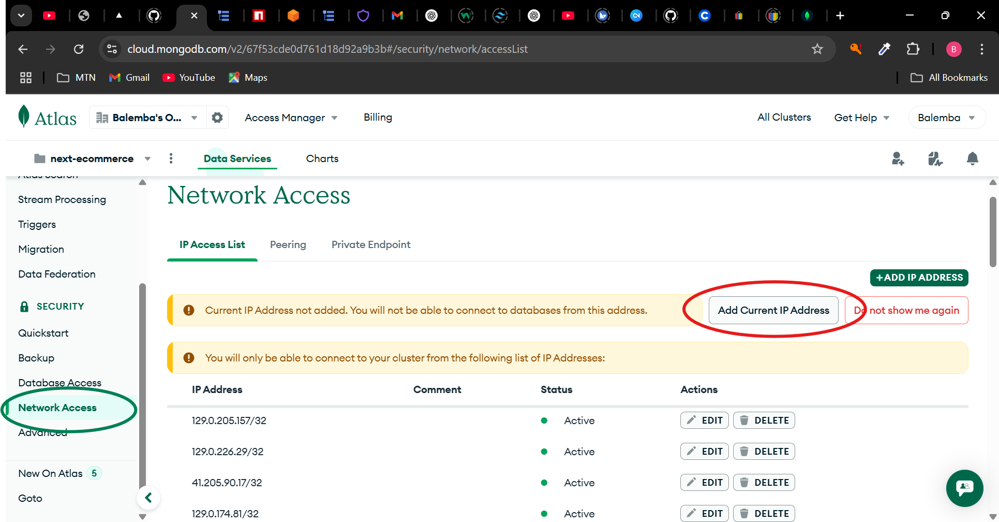 cloud.mongodb.com/v2/67f53cde0d761d18d92a9b3b#/security/network/accessList
B
MTN
Gmail
YouTube
Maps
All Bookmarks
Atlas
Balemba's O...
Access Manager
Billing
All Clusters
Get Help
Balemba
next-ecommerce
Data Services
Charts
Atlas Search
Stream Processing
Triggers
Migration
Data Federation
SECURITY
Quickstart
Backup
Database Access
Network Access
Advanced
New On Atlas 5
Goto
Network Access
IP Access List
Peering
Private Endpoint
+ADD IP ADDRESS
Current IP Address not added. You will not be able to connect to databases from this address.
Add Current IP Address
Do not show me again
You will only be able to connect to your cluster from the following list of IP Addresses:
IP Address Comment Status Actions
129.0.205.157/32 Active EDIT DELETE
129.0.226.29/32 Active EDIT DELETE
41.205.90.17/32 Active EDIT DELETE
129.0.174.81/32 Active EDIT DELETE